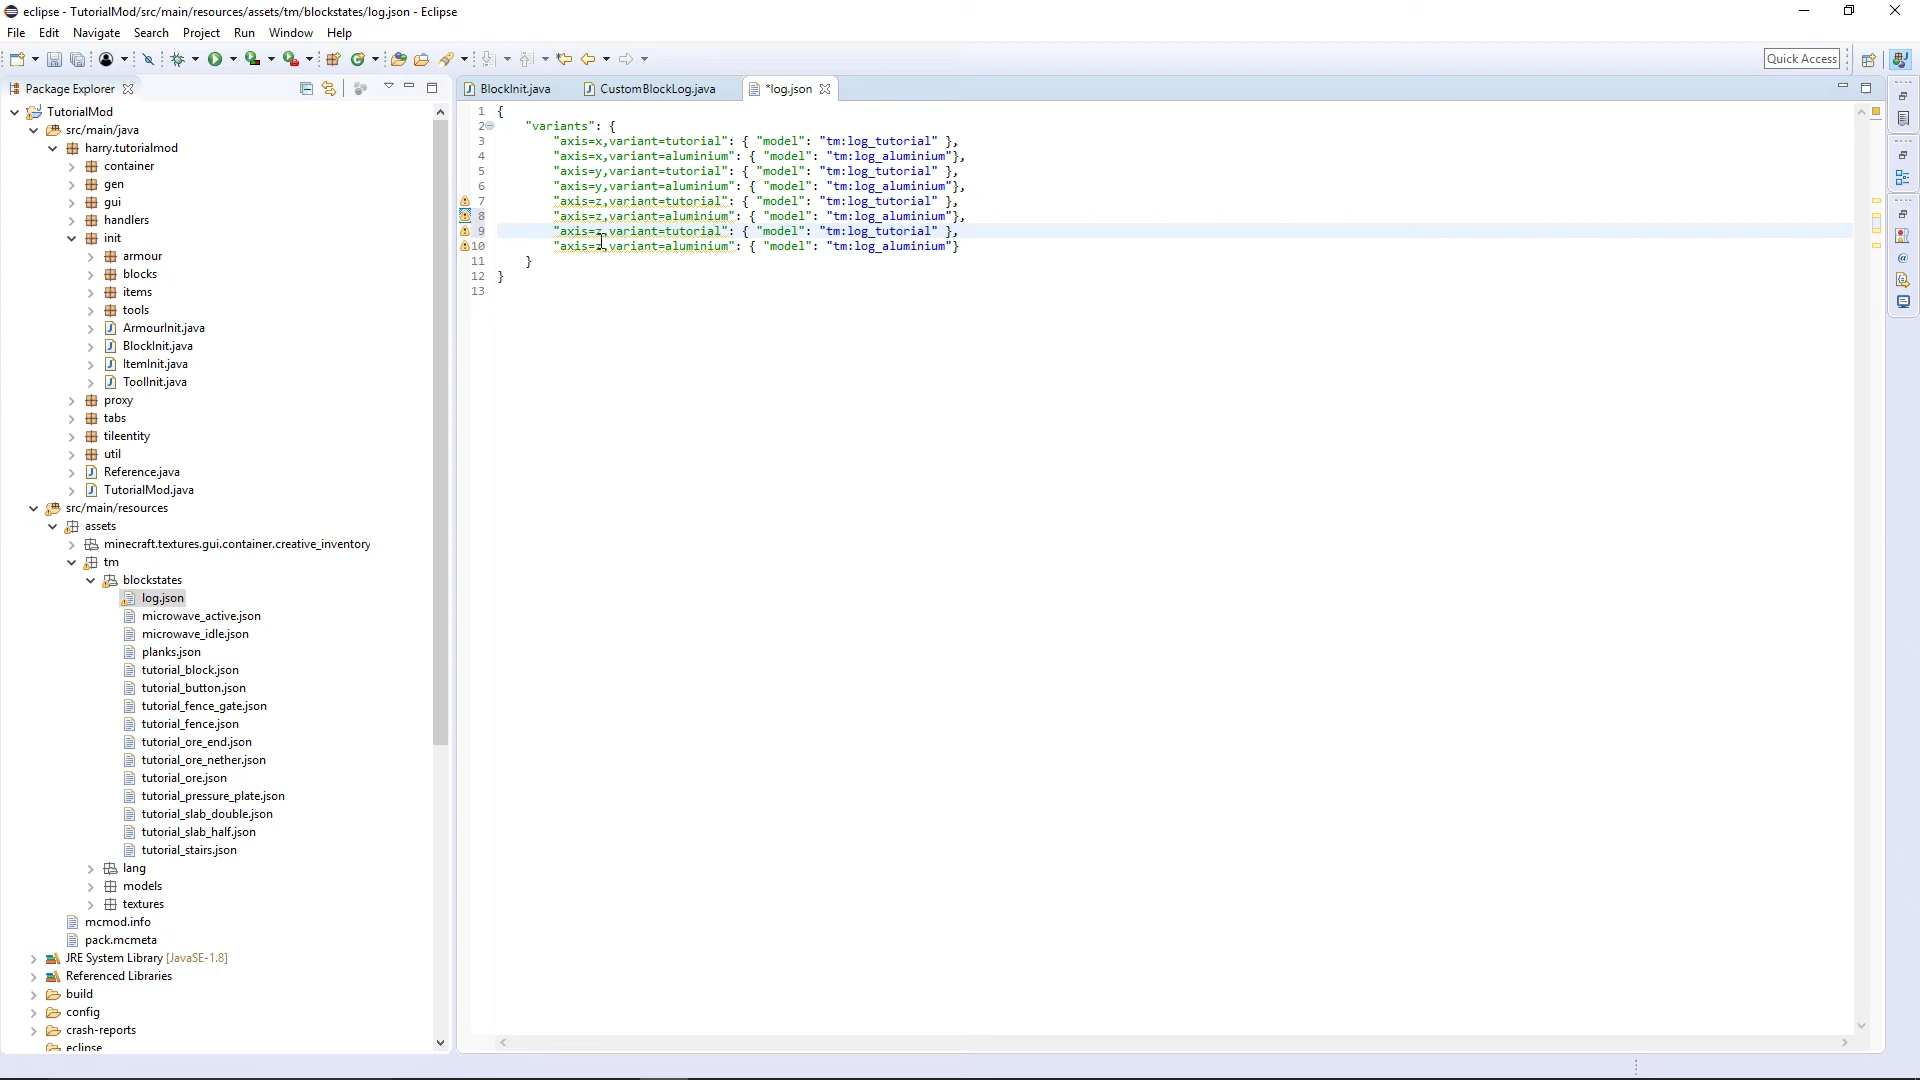 eclipse - TutorialMod/src/main/resources/assets/tm/blockstates/log.json - Eclipse
File Edit Navigate Search Project Run Window Help
Quick Access
Package Explorer
BlockInit.java CustomBlockLog.java *log.json
TutorialMod
src/main/java
harry.tutorialmod
container
gen
gui
handlers
init
armour
blocks
items
tools
ArmourInit.java
BlockInit.java
ItemInit.java
ToolInit.java
proxy
tabs
tileentity
util
Reference.java
TutorialMod.java
src/main/resources
assets
minecraft.textures.gui.container.creative_inventory
tm
blockstates
log.json
microwave_active.json
microwave_idle.json
planks.json
tutorial_block.json
tutorial_button.json
tutorial_fence_gate.json
tutorial_fence.json
tutorial_ore_end.json
tutorial_ore_nether.json
tutorial_ore.json
tutorial_pressure_plate.json
tutorial_slab_double.json
tutorial_slab_half.json
tutorial_stairs.json
lang
models
textures
mcmod.info
pack.mcmeta
JRE System Library [JavaSE-1.8]
Referenced Libraries
build
config
crash-reports
eclipse
1 {
2 "variants": {
3 "axis=x,variant=tutorial": { "model": "tm:log_tutorial" },
4 "axis=x,variant=aluminium": { "model": "tm:log_aluminium"},
5 "axis=y,variant=tutorial": { "model": "tm:log_tutorial" },
6 "axis=y,variant=aluminium": { "model": "tm:log_aluminium"},
7 "axis=z,variant=tutorial": { "model": "tm:log_tutorial" },
8 "axis=z,variant=aluminium": { "model": "tm:log_aluminium"},
9 "axis=z,variant=tutorial": { "model": "tm:log_tutorial" },
10 "axis=z,variant=aluminium": { "model": "tm:log_aluminium"}
11 }
12 }
13